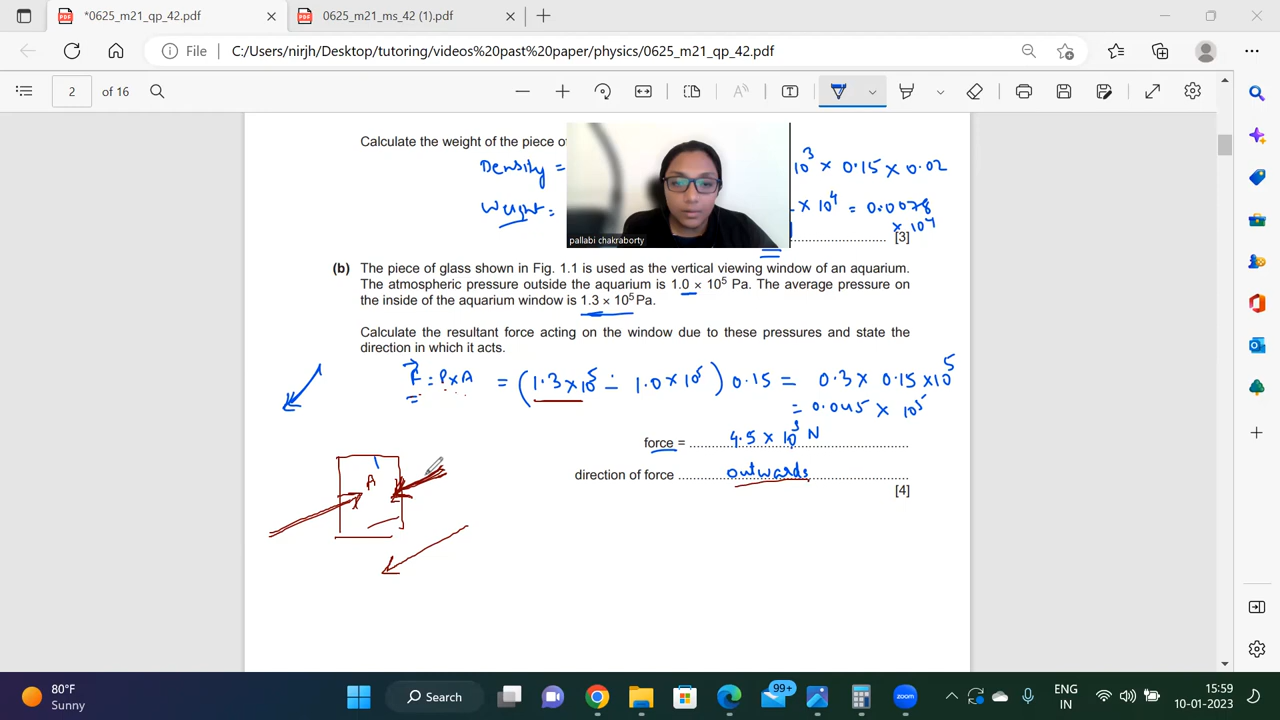 *0625_m21_qp_42.pdf
0625_m21_ms_42 (1).pdf
File
C:/Users/nirjh/Desktop/tutoring/videos%20past%20paper/physics/0625_m21_qp_42.pdf
2 of 16
Calculate the weight of the piece of
Density =
10³ × 0.15 × 0.02
Weight =
× 10⁴ = 0.0078
× 10⁴
[3]
pallabi chakraborty
(b) The piece of glass shown in Fig. 1.1 is used as the vertical viewing window of an aquarium.
The atmospheric pressure outside the aquarium is 1.0 × 10⁵ Pa. The average pressure on
the inside of the aquarium window is 1.3 × 10⁵ Pa.
Calculate the resultant force acting on the window due to these pressures and state the
direction in which it acts.
F = P×A = (1.3×10⁵ – 1.0×10⁵) 0.15 = 0.3 × 0.15 ×10⁵
= 0.045 × 10⁵
force = 4.5 × 10³ N
A
direction of force outwards
[4]
80°F
Sunny
Search
99+
zoom
ENG
IN
15:59
10-01-2023